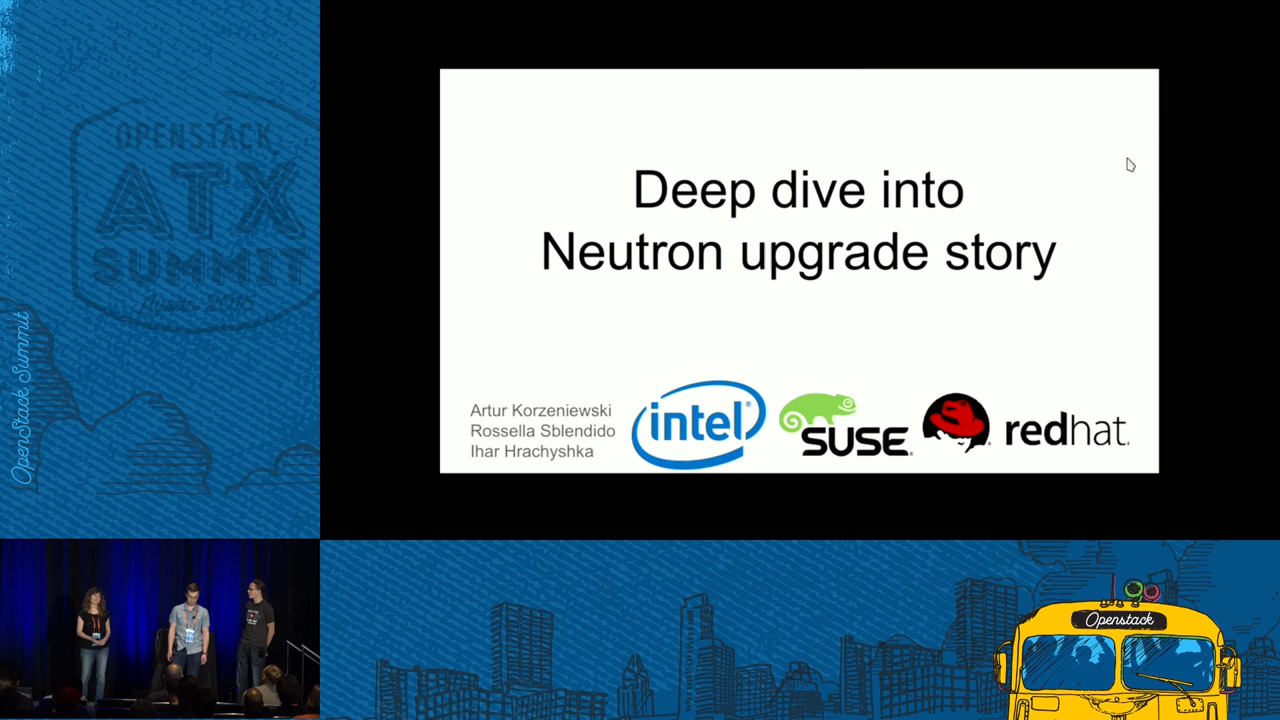 OPENSTACK
ATX
SUMMIT
Austin 2016
OpenStack Summit
Deep dive into
Neutron upgrade story
Artur Korzeniewski
Rossella Sblendido
Ihar Hrachyshka
intel
SUSE
redhat.
Openstack